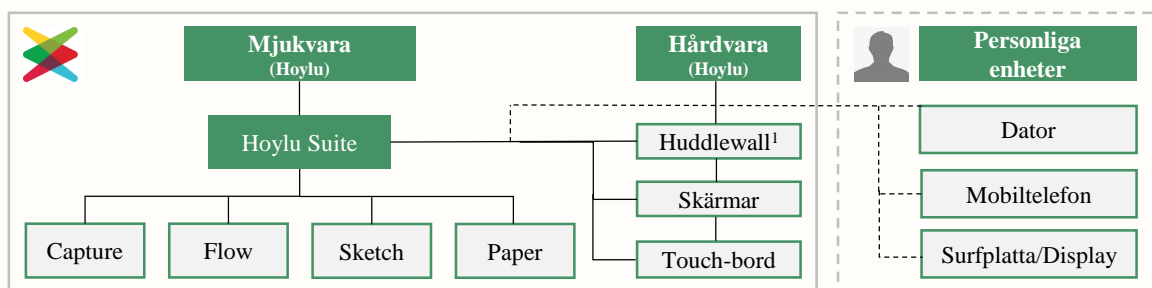 Mjukvara
(Hoylu)
Hårdvara
(Hoylu)
Personliga
enheter
Hoylu Suite
Huddlewall¹
Skärmar
Touch-bord
Capture
Flow
Sketch
Paper
Dator
Mobiltelefon
Surfplatta/Display